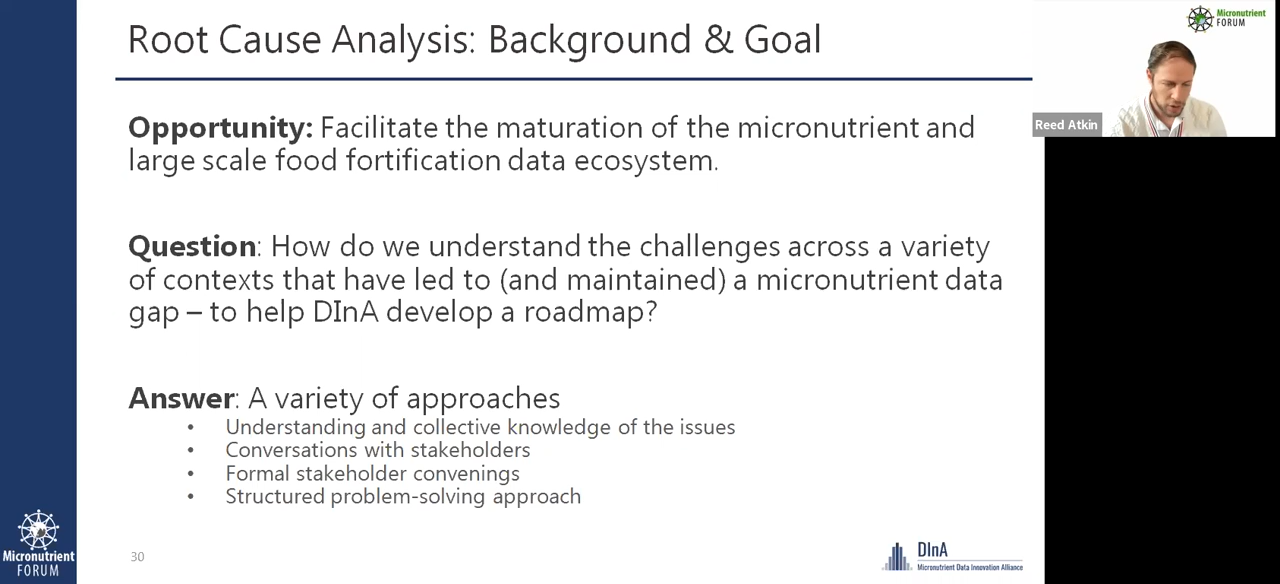 Root Cause Analysis: Background & Goal
Micronutrient
FORUM
Reed Atkin
Opportunity: Facilitate the maturation of the micronutrient and
large scale food fortification data ecosystem.
Question: How do we understand the challenges across a variety
of contexts that have led to (and maintained) a micronutrient data
gap – to help DInA develop a roadmap?
Answer: A variety of approaches
• Understanding and collective knowledge of the issues
• Conversations with stakeholders
• Formal stakeholder convenings
• Structured problem-solving approach
Micronutrient
FORUM
30
DInA
Micronutrient Data Innovation Alliance